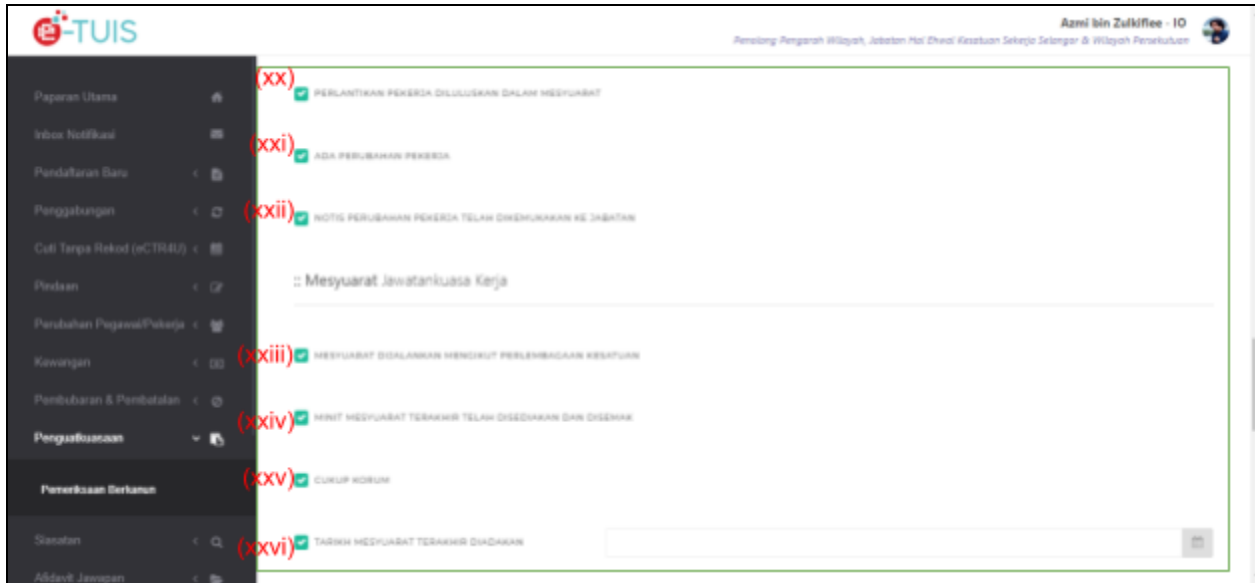 e-TUIS
Azmi bin Zulkiflee - IO
Penolong Pengarah Wilayah, Jabatan Hal Ehwal Kesatuan Sekerja Selangor & Wilayah Persekutuan
Paparan Utama
Inbox Notifikasi
Pendaftaran Baru
Penggabungan
Cuti Tanpa Rekod (eCTR4U)
Pindaan
Perubahan Pegawai/Pekerja
Kewangan
Pembubaran & Pembatalan
Penguatkuasaan
Pemeriksaan Berkanun
Siasatan
Afidavit Jawapan
(xx) PERLANTIKAN PEKERJA DILULUSKAN DALAM MESYUARAT
(xxi) ADA PERUBAHAN PEKERJA
(xxii) NOTIS PERUBAHAN PEKERJA TELAH DIKEMUKAKAN KE JABATAN
:: Mesyuarat Jawatankuasa Kerja
(xxiii) MESYUARAT DIJALANKAN MENGIKUT PERLEMBAGAAN KESATUAN
(xxiv) MINIT MESYUARAT TERAKHIR TELAH DISEDIAKAN DAN DISEMAK
(xxv) CUKUP KORUM
(xxvi) TARIKH MESYUARAT TERAKHIR DIADAKAN